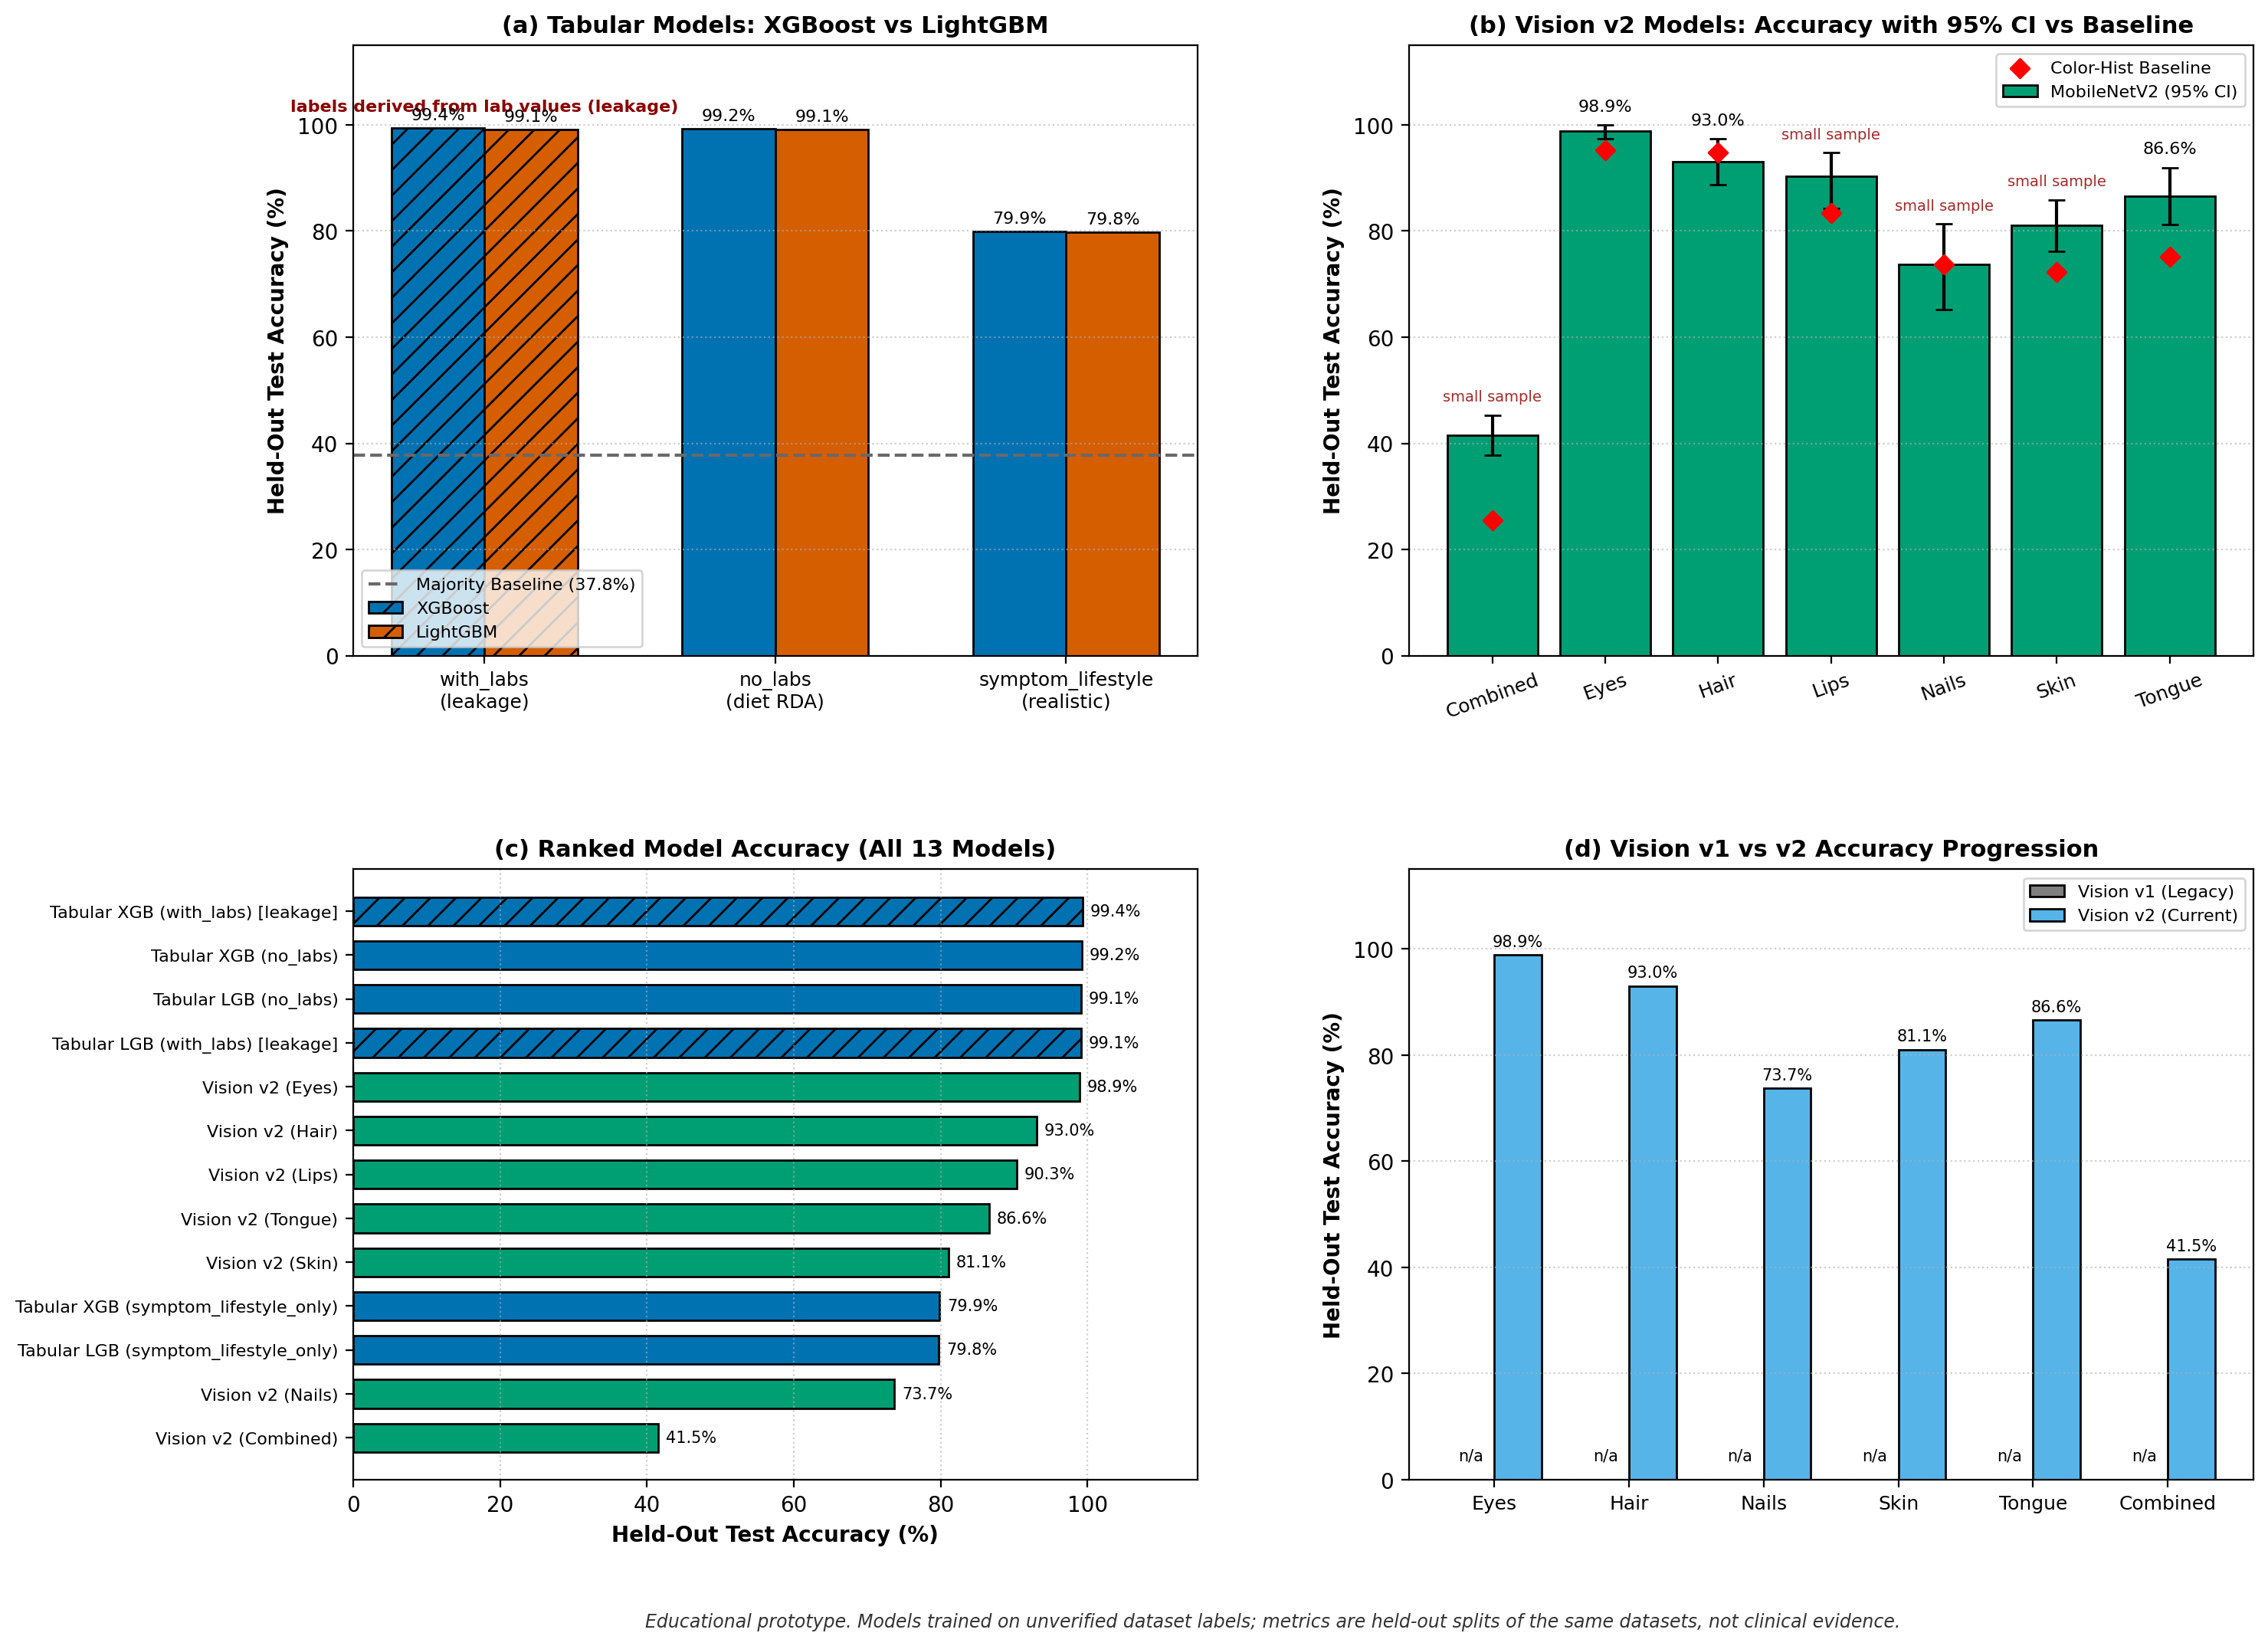 (a) Tabular Models: XGBoost vs LightGBM
labels derived from lab values (leakage)
99.4%
99.1%
99.2%
99.1%
79.9%
79.8%
Held-Out Test Accuracy (%)
100
80
60
40
20
0
Majority Baseline (37.8%)
XGBoost
LightGBM
with_labs
(leakage)
no_labs
(diet RDA)
symptom_lifestyle
(realistic)
(b) Vision v2 Models: Accuracy with 95% CI vs Baseline
Color-Hist Baseline
MobileNetV2 (95% CI)
98.9%
93.0%
small sample
small sample
small sample
86.6%
small sample
Held-Out Test Accuracy (%)
100
80
60
40
20
0
Combined
Eyes
Hair
Lips
Nails
Skin
Tongue
(c) Ranked Model Accuracy (All 13 Models)
Tabular XGB (with_labs) [leakage] 99.4%
Tabular XGB (no_labs) 99.2%
Tabular LGB (no_labs) 99.1%
Tabular LGB (with_labs) [leakage] 99.1%
Vision v2 (Eyes) 98.9%
Vision v2 (Hair) 93.0%
Vision v2 (Lips) 90.3%
Vision v2 (Tongue) 86.6%
Vision v2 (Skin) 81.1%
Tabular XGB (symptom_lifestyle_only) 79.9%
Tabular LGB (symptom_lifestyle_only) 79.8%
Vision v2 (Nails) 73.7%
Vision v2 (Combined) 41.5%
0 20 40 60 80 100
Held-Out Test Accuracy (%)
(d) Vision v1 vs v2 Accuracy Progression
Vision v1 (Legacy)
Vision v2 (Current)
98.9%
93.0%
73.7%
81.1%
86.6%
41.5%
Held-Out Test Accuracy (%)
100
80
60
40
20
0
n/a n/a n/a n/a n/a n/a
Eyes Hair Nails Skin Tongue Combined
Educational prototype. Models trained on unverified dataset labels; metrics are held-out splits of the same datasets, not clinical evidence.